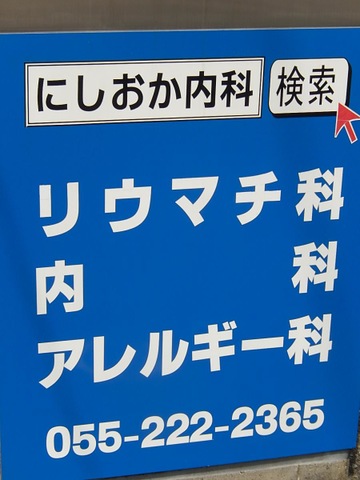 にしおか内科 検索
リウマチ科
内科
アレルギー科
055-222-2365